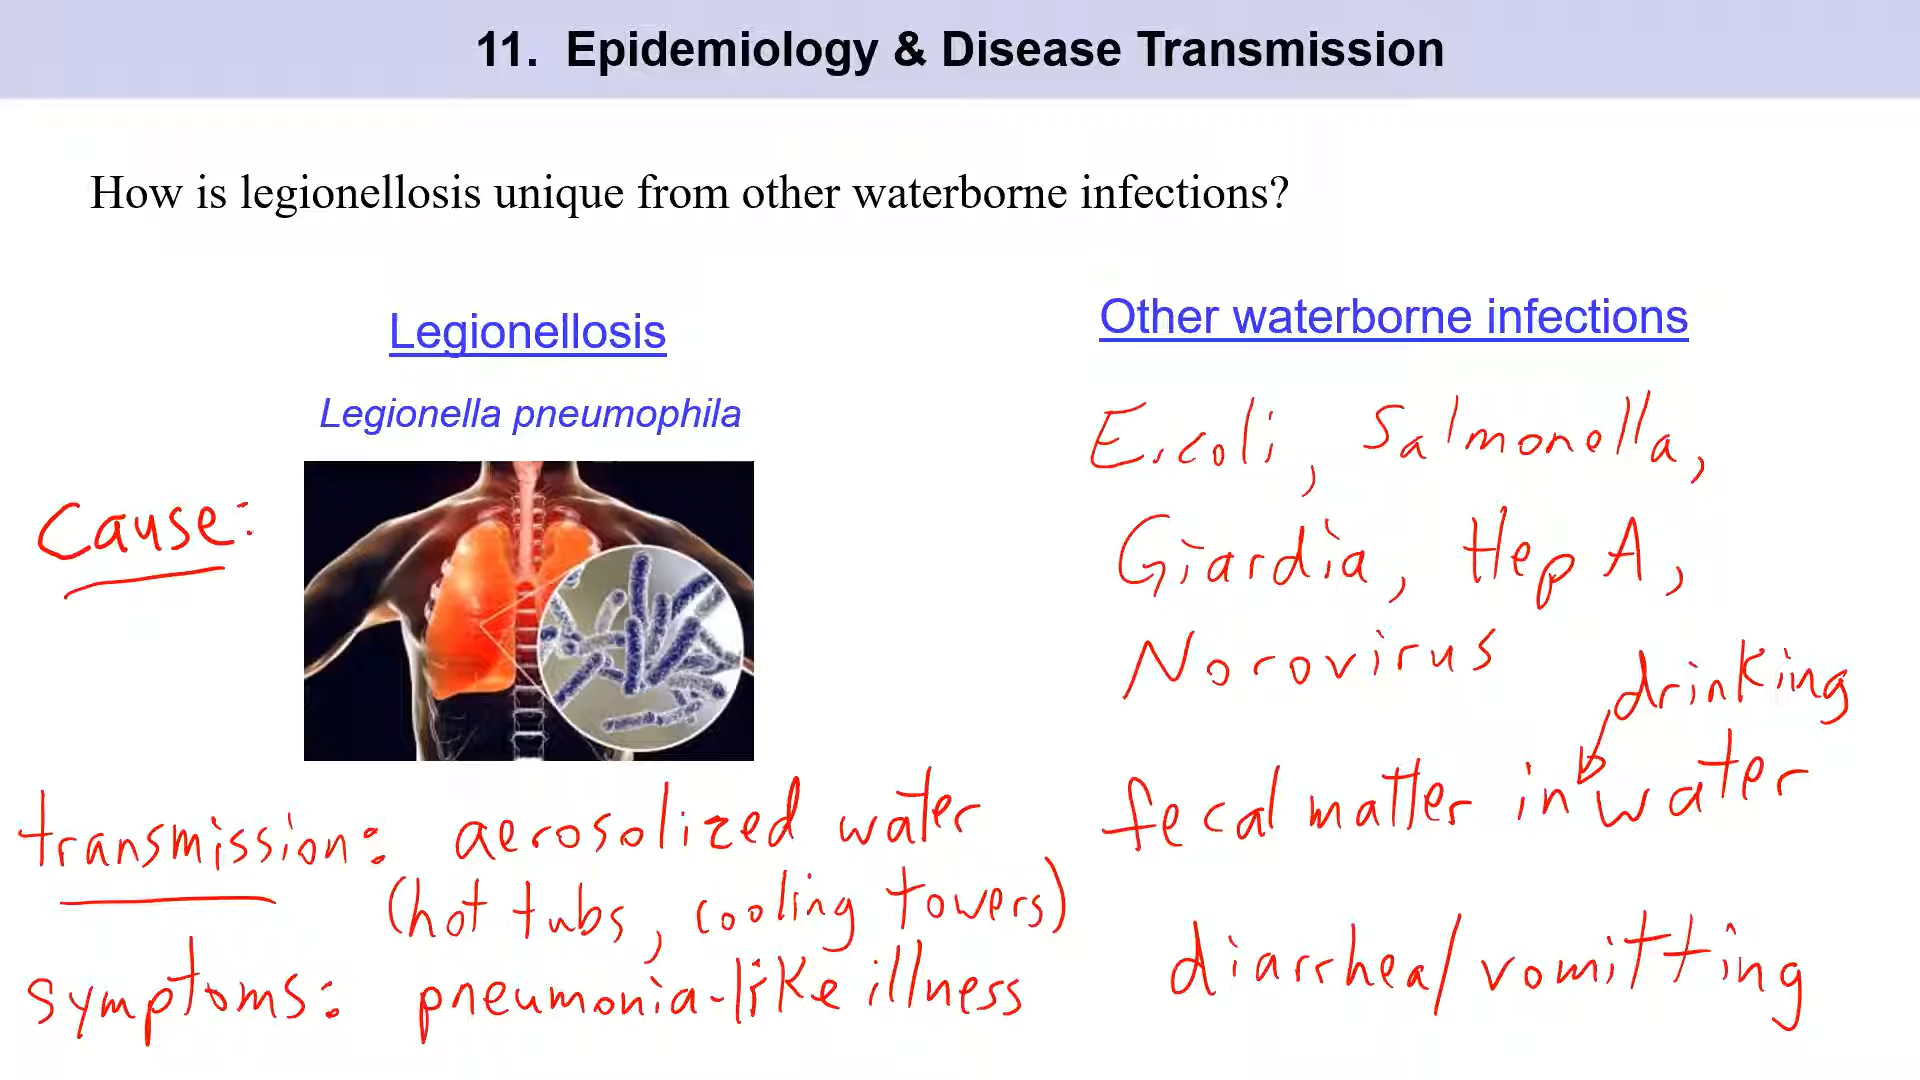 11. Epidemiology & Disease Transmission
How is legionellosis unique from other waterborne infections?
Legionellosis
Legionella pneumophila
Cause:
transmission: aerosolized water
(hot tubs, cooling towers)
symptoms: pneumonia-like illness
Other waterborne infections
E. coli, Salmonella,
Giardia, Hep A,
Norovirus
drinking
fecal matter in water
diarrhea/vomitting